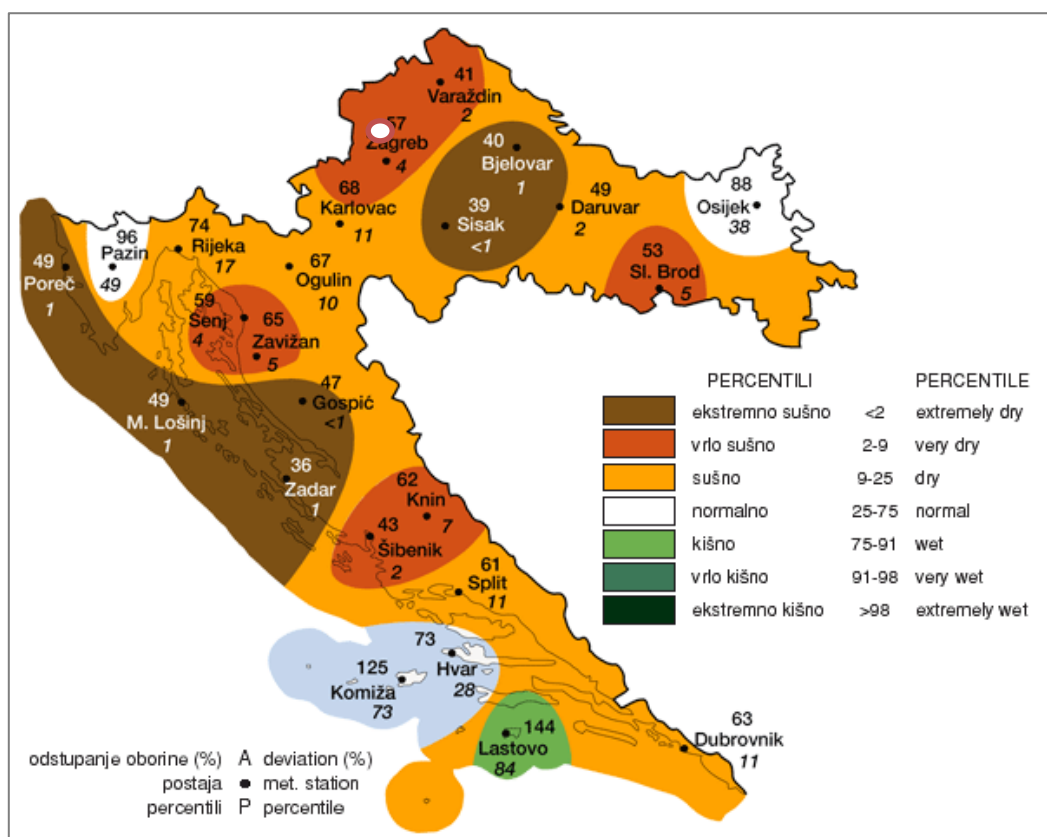 41
Varaždin
2
57
Zagreb
4
40
Bjelovar
1
68
Karlovac
11
39
Sisak
<1
49
Daruvar
2
88
Osijek
38
96
Pazin
49
74
Rijeka
17
49
Poreč
1
67
Ogulin
10
53
Sl. Brod
5
59
Senj
4
65
Zavižan
5
47
Gospić
<1
49
M. Lošinj
1
36
Zadar
1
62
Knin
7
43
Šibenik
2
61
Split
11
73
Hvar
28
125
Komiža
73
144
Lastovo
84
63
Dubrovnik
11
PERCENTILI PERCENTILE
ekstremno sušno <2 extremely dry
vrlo sušno 2-9 very dry
sušno 9-25 dry
normalno 25-75 normal
kišno 75-91 wet
vrlo kišno 91-98 very wet
ekstremno kišno >98 extremely wet
odstupanje oborine (%) A deviation (%)
postaja met. station
percentili P percentile